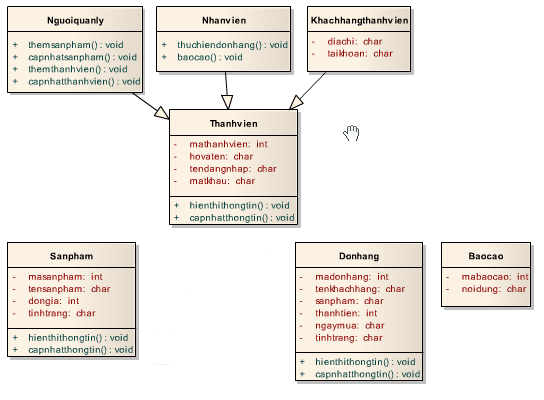 Nguoiquanly
+ themsanpham() : void
+ capnhatsanpham() : void
+ themthanhvien() : void
+ capnhatthanhvien() : void
Nhanvien
+ thuchiendonhang() : void
+ baocao() : void
Khachhangthanhvien
- diachi: char
- taikhoan: char
Thanhvien
- mathanhvien: int
- hovaten: char
- tendangnhap: char
- matkhau: char
+ hienthithongtin() : void
+ capnhatthongtin() : void
Sanpham
- masanpham: int
- tensanpham: char
- dongia: int
- tinhtrang: char
+ hienthithongtin() : void
+ capnhatthongtin() : void
Donhang
- madonhang: int
- tenkhachhang: char
- sanpham: char
- thanhtien: int
- ngaymua: char
- tinhtrang: char
+ hienthithongtin() : void
+ capnhatthongtin() : void
Baocao
- mabaocao: int
- noidung: char